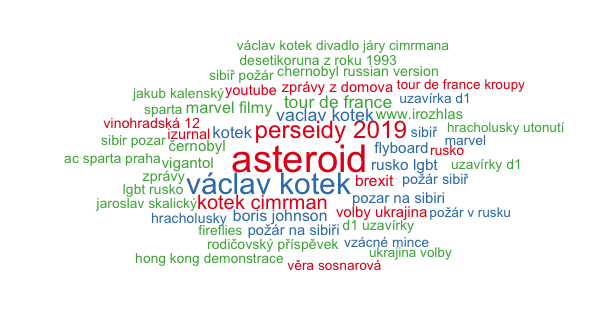 václav kotek divadlo járy cimrmana
desetikoruna z roku 1993
sibiř požár chernobyl russian version
jakub kalenský youtube zprávy z domova tour de france kroupy
sparta marvel filmy tour de france uzavírka d1
vinohradská 12 vaclav kotek www.irozhlas
izurnal kotek perseidy 2019 sibiř hracholusky utonutí
sibir pozar černobyl flyboard rusko marvel
ac sparta praha vigantol asteroid rusko lgbt uzavírky d1
zprávy václav kotek brexit požár sibiř
lgbt rusko
jaroslav skalický kotek cimrman pozar na sibiri
hracholusky boris johnson volby ukrajina požár v rusku
fireflies požár na sibiři d1 uzavírky
rodičovský příspěvek vzácné mince
hong kong demonstrace ukrajina volby
věra sosnarová